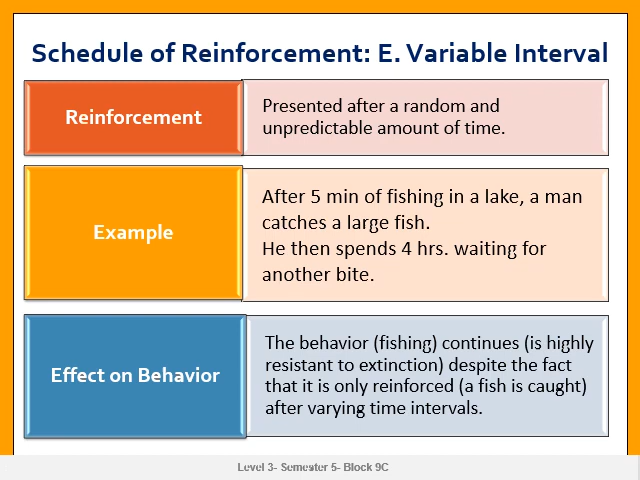 Schedule of Reinforcement: E. Variable Interval
Reinforcement
Presented after a random and
unpredictable amount of time.
Example
After 5 min of fishing in a lake, a man
catches a large fish.
He then spends 4 hrs. waiting for
another bite.
Effect on Behavior
The behavior (fishing) continues (is highly
resistant to extinction) despite the fact
that it is only reinforced (a fish is caught)
after varying time intervals.
Level 3- Semester 5- Block 9C